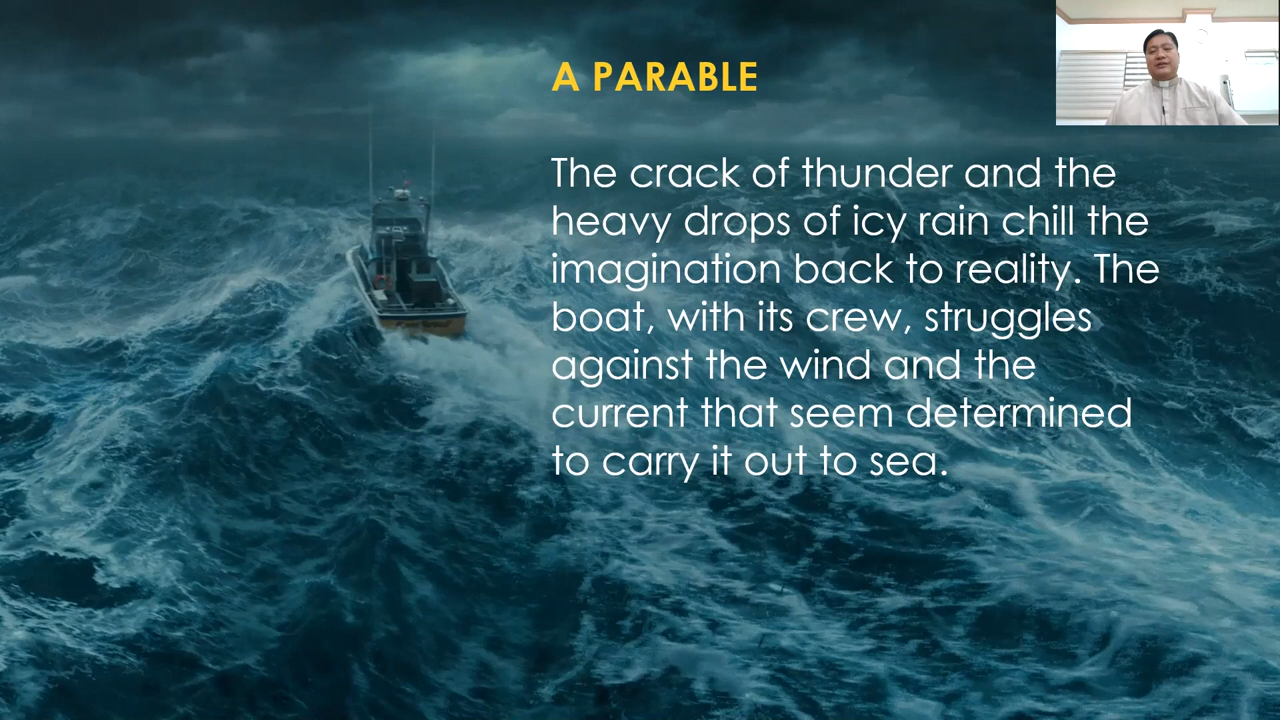 A PARABLE
The crack of thunder and the
heavy drops of icy rain chill the
imagination back to reality. The
boat, with its crew, struggles
against the wind and the
current that seem determined
to carry it out to sea.